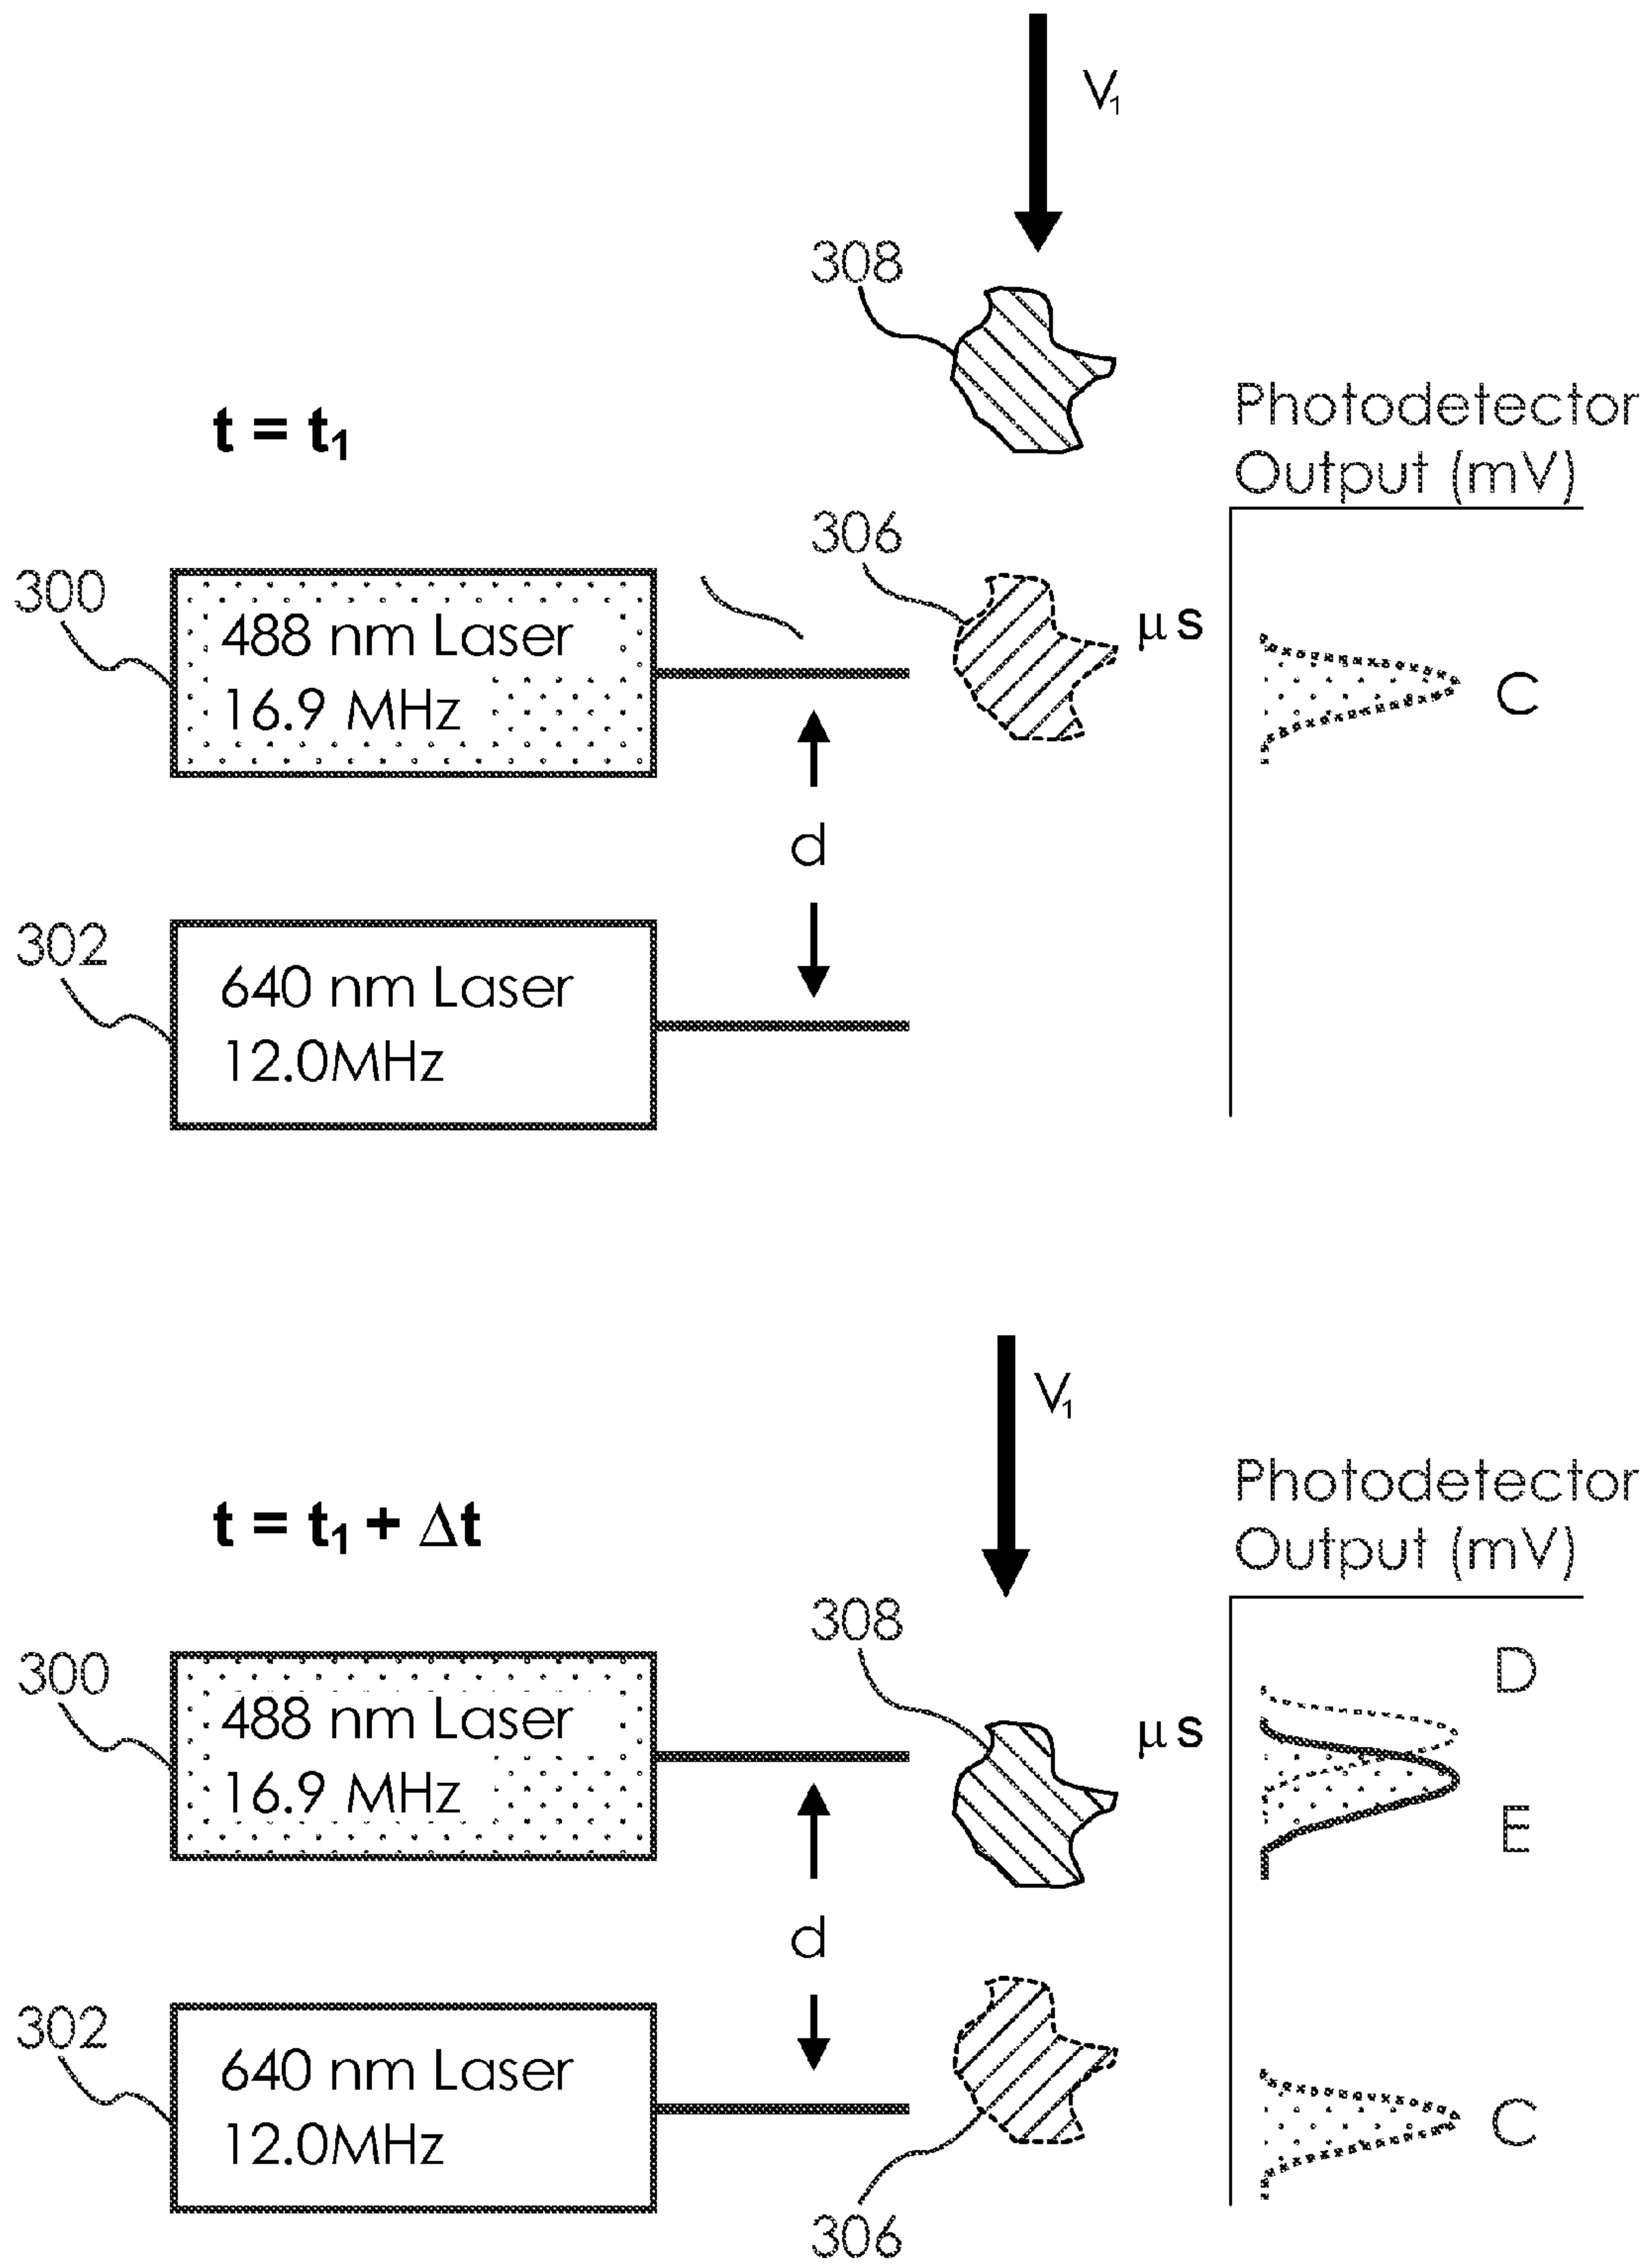 V1
308
t = t1
Photodetector
Output (mV)
306
300
488 nm Laser
16.9 MHz
μs
C
d
302
640 nm Laser
12.0MHz
V1
t = t1 + Δt
Photodetector
Output (mV)
308
300
488 nm Laser
16.9 MHz
μs
D
E
d
302
640 nm Laser
12.0MHz
C
306